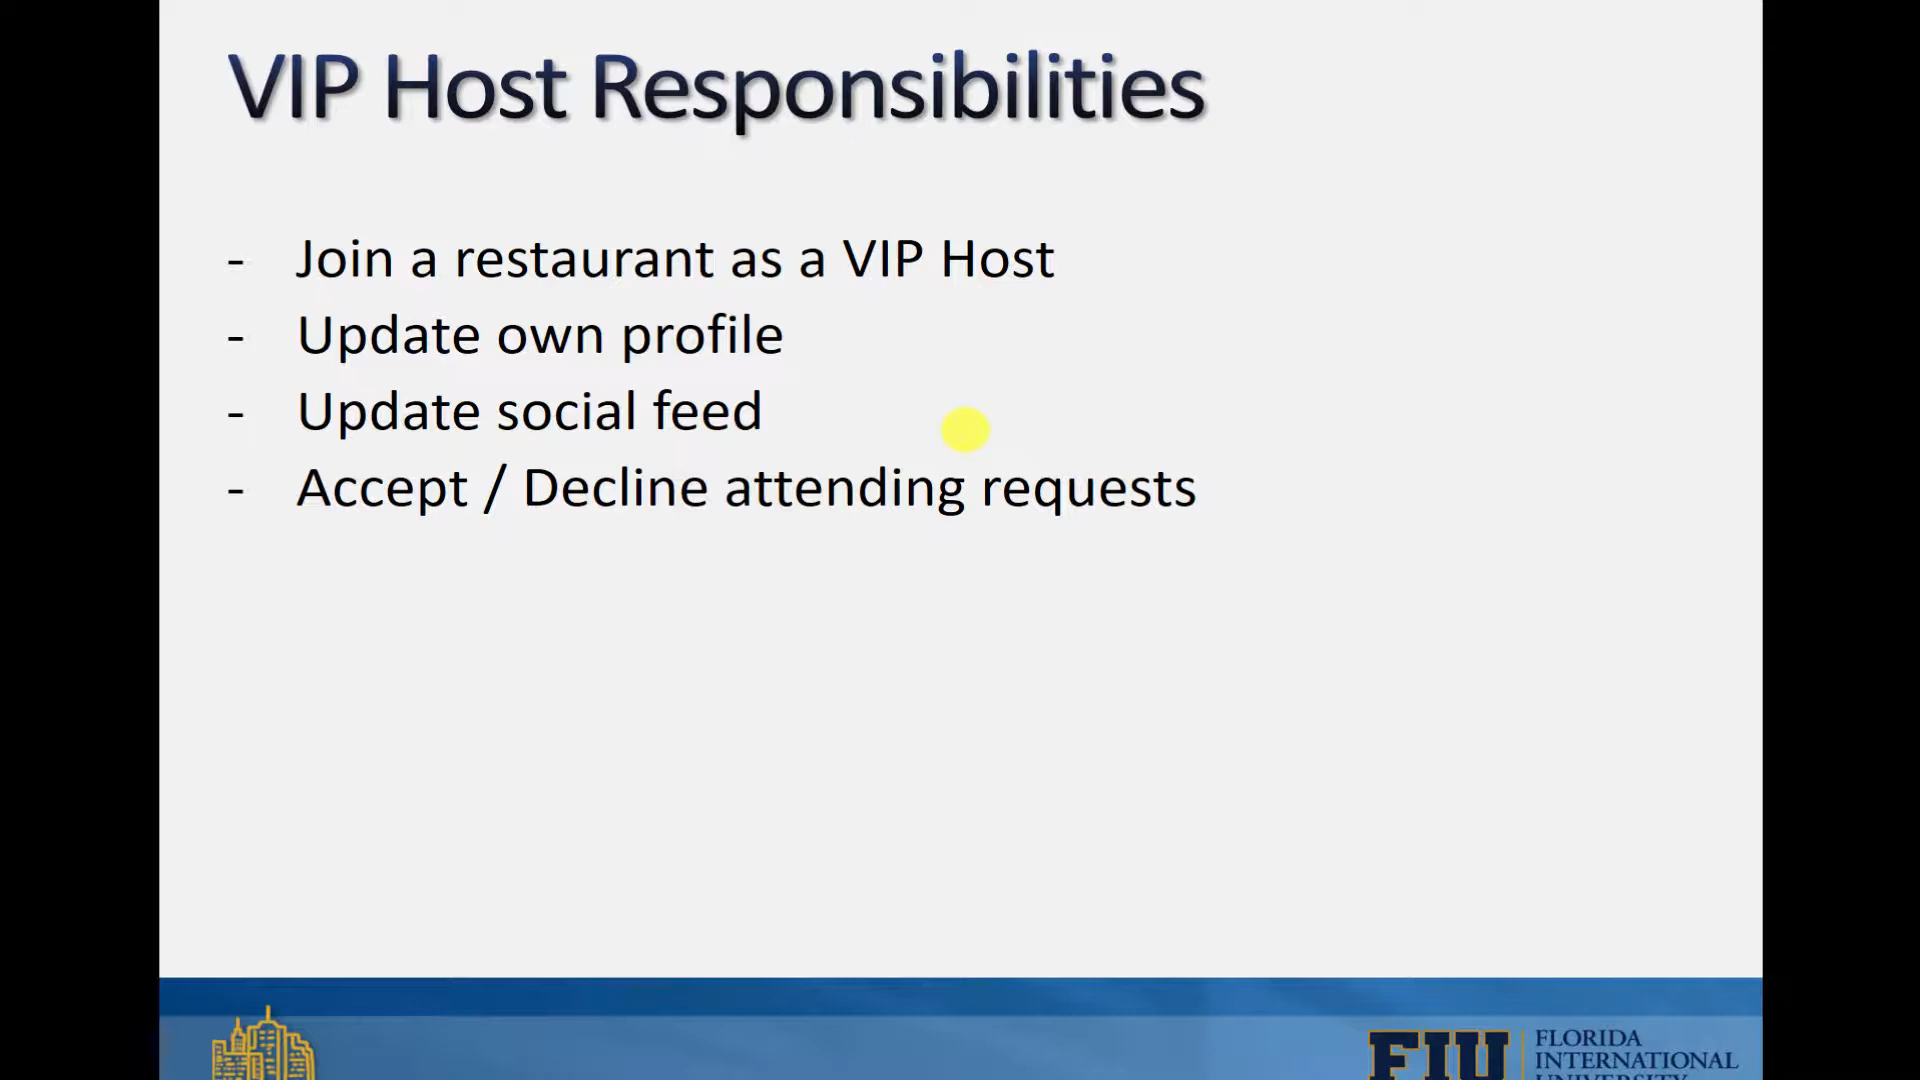 VIP Host Responsibilities
- Join a restaurant as a VIP Host
- Update own profile
- Update social feed
- Accept / Decline attending requests
FIU
FLORIDA
INTERNATIONAL
UNIVERSITY